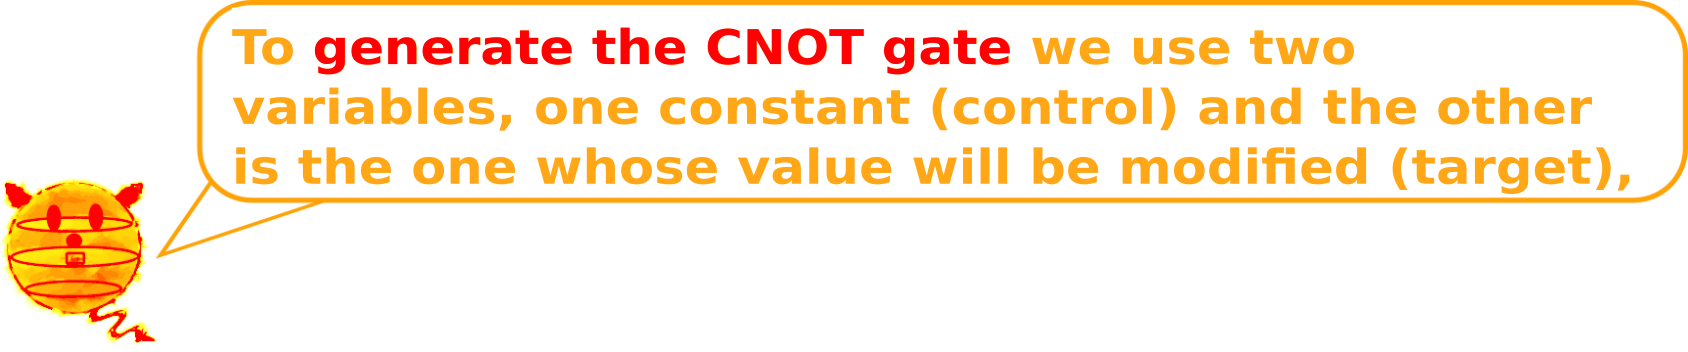 To generate the CNOT gate we use two
variables, one constant (control) and the other
is the one whose value will be modified (target),